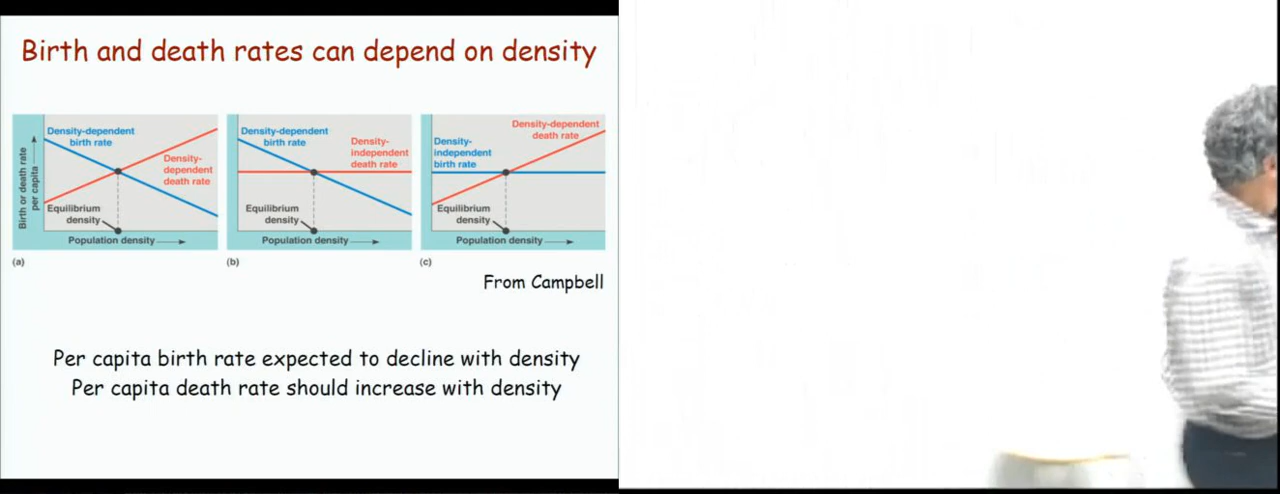 Birth and death rates can depend on density
Density-dependent
birth rate
Density-
dependent
death rate
Birth or death rate
per capita
Equilibrium
density
Population density
(a)
Density-dependent
birth rate
Density-
independent
death rate
Equilibrium
density
Population density
(b)
Density-dependent
death rate
Density-
independent
birth rate
Equilibrium
density
Population density
(c)
From Campbell
Per capita birth rate expected to decline with density
Per capita death rate should increase with density